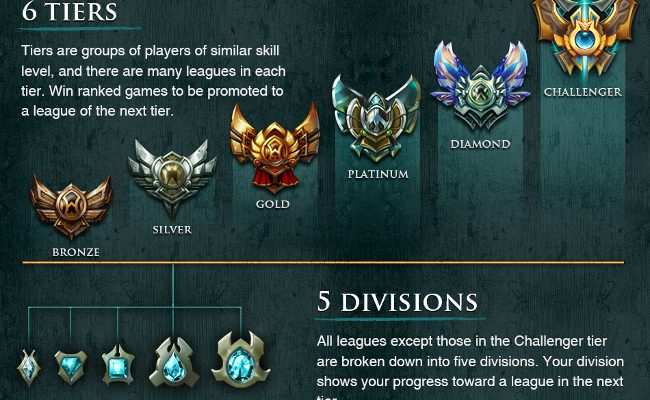 6 TIERS
Tiers are groups of players of similar skill
level, and there are many leagues in each
tier. Win ranked games to be promoted to
a league of the next tier.
CHALLENGER
DIAMOND
PLATINUM
GOLD
SILVER
BRONZE
5 DIVISIONS
All leagues except those in the Challenger tier
are broken down into five divisions. Your division
shows your progress toward a league in the next
tier.